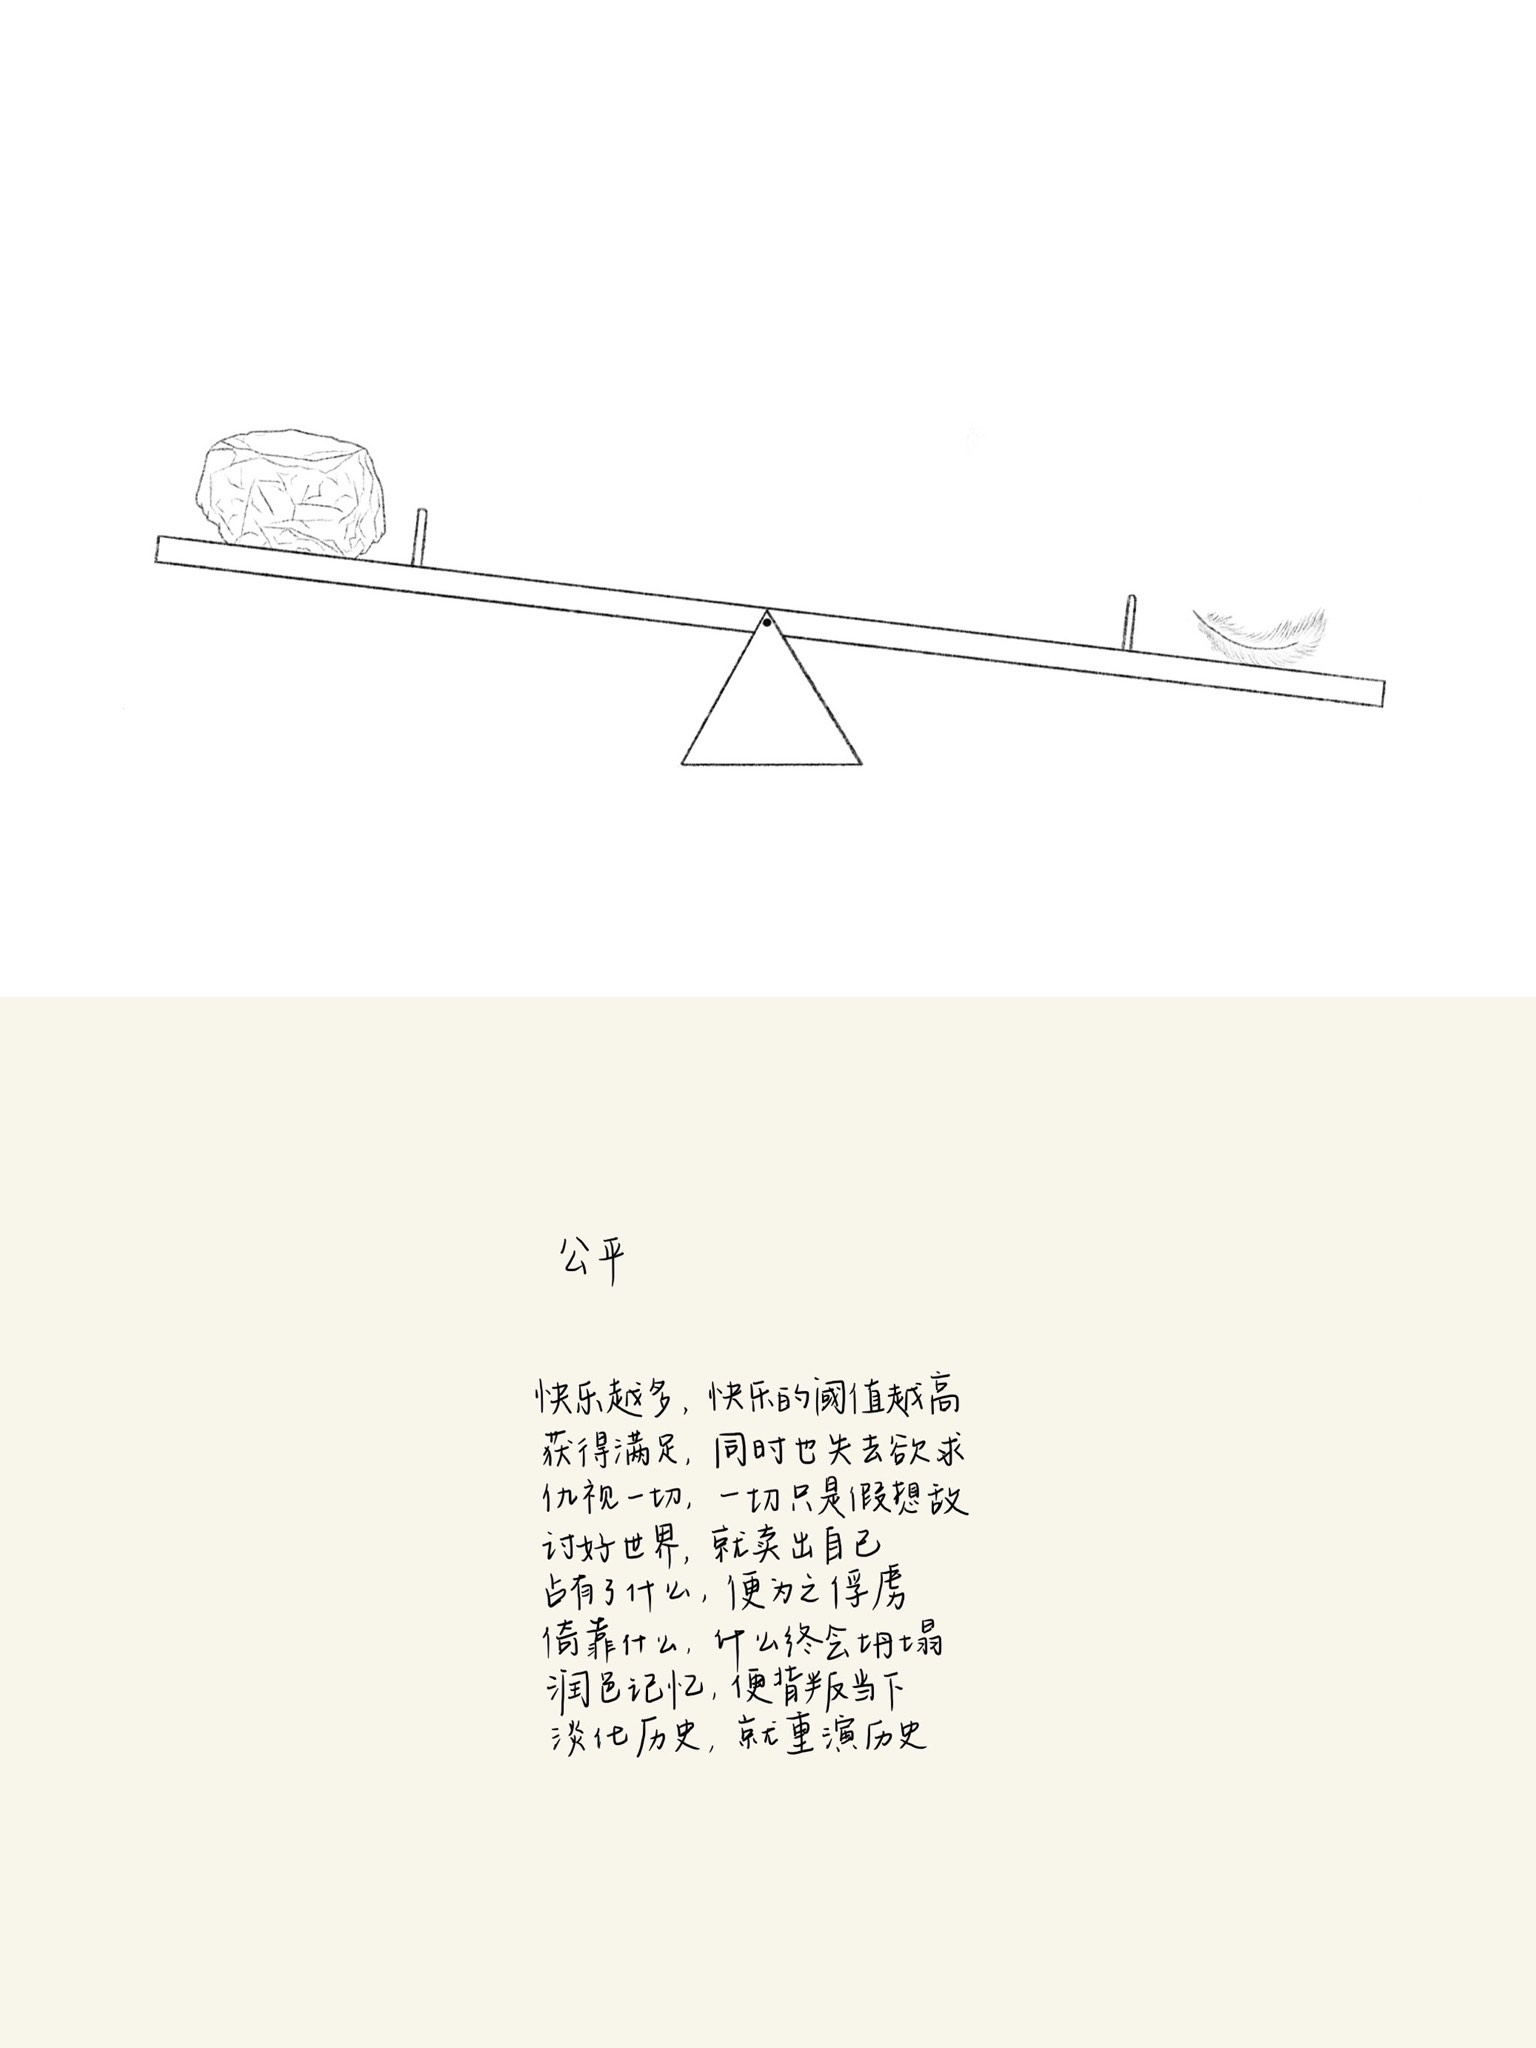 公平
快乐越多，快乐的阈值越高
获得满足，同时也失去欲求
仇视一切，一切只是假想敌
讨好世界，就卖出自己
占有了什么，便为之俘虏
倚靠什么，什么终会坍塌
润色记忆，便背叛当下
淡化历史，就重演历史